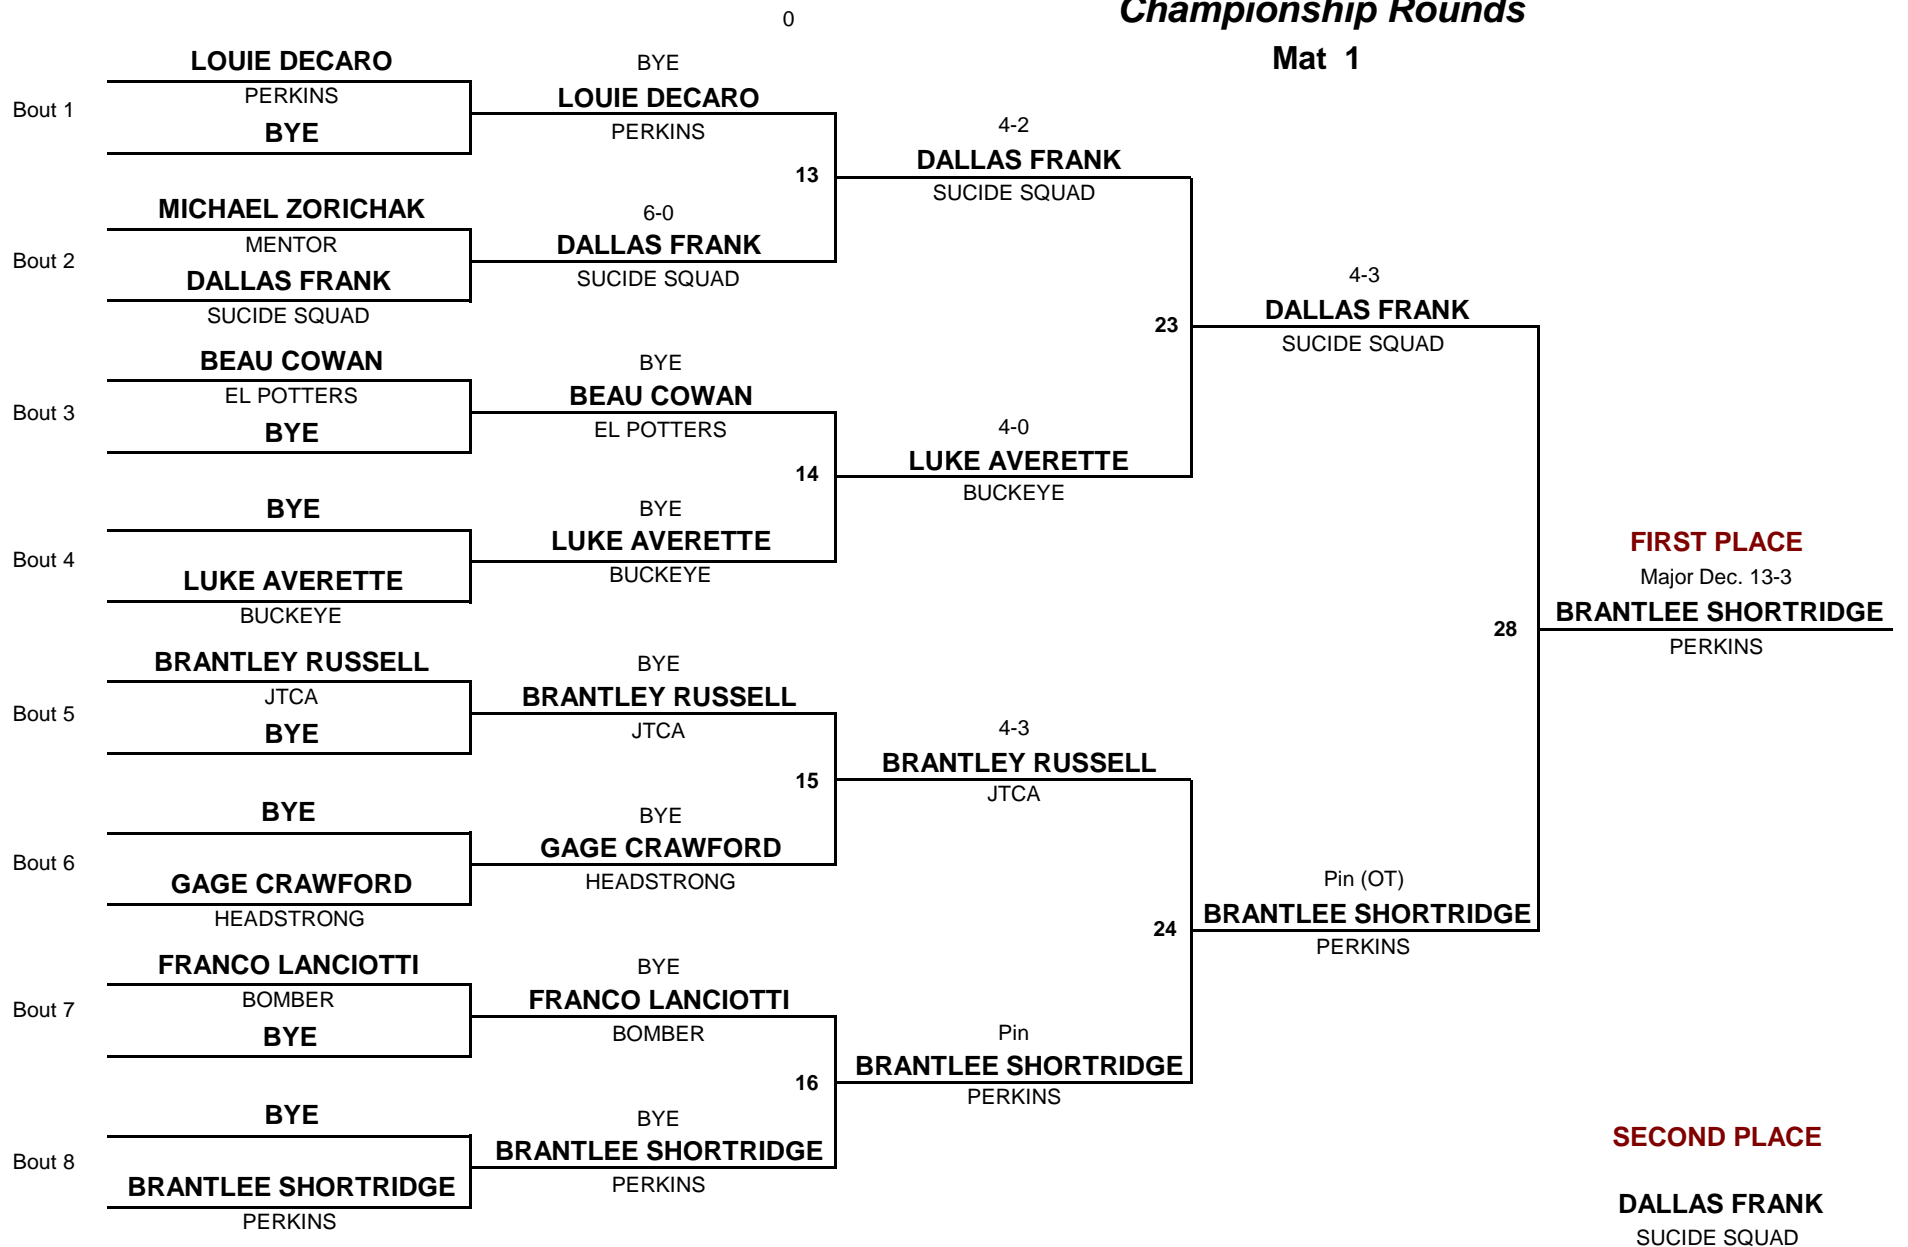 0
Championship Rounds
Mat 1
LOUIE DECARO
Bout 1
PERKINS
BYE
MICHAEL ZORICHAK
Bout 2
MENTOR
DALLAS FRANK
SUCIDE SQUAD
BEAU COWAN
Bout 3
EL POTTERS
BYE
BYE
Bout 4
LUKE AVERETTE
BUCKEYE
BRANTLEY RUSSELL
Bout 5
JTCA
BYE
BYE
Bout 6
GAGE CRAWFORD
HEADSTRONG
FRANCO LANCIOTTI
Bout 7
BOMBER
BYE
BYE
Bout 8
BRANTLEE SHORTRIDGE
PERKINS
BYE
LOUIE DECARO
PERKINS
13
6-0
DALLAS FRANK
SUCIDE SQUAD
BYE
BEAU COWAN
EL POTTERS
14
BYE
LUKE AVERETTE
BUCKEYE
BYE
BRANTLEY RUSSELL
JTCA
15
BYE
GAGE CRAWFORD
HEADSTRONG
BYE
FRANCO LANCIOTTI
BOMBER
16
BYE
BRANTLEE SHORTRIDGE
PERKINS
4-2
DALLAS FRANK
SUCIDE SQUAD
23
4-0
LUKE AVERETTE
BUCKEYE
4-3
BRANTLEY RUSSELL
JTCA
24
Pin
BRANTLEE SHORTRIDGE
PERKINS
4-3
DALLAS FRANK
SUCIDE SQUAD
28
Pin (OT)
BRANTLEE SHORTRIDGE
PERKINS
FIRST PLACE
Major Dec. 13-3
BRANTLEE SHORTRIDGE
PERKINS
SECOND PLACE
DALLAS FRANK
SUCIDE SQUAD